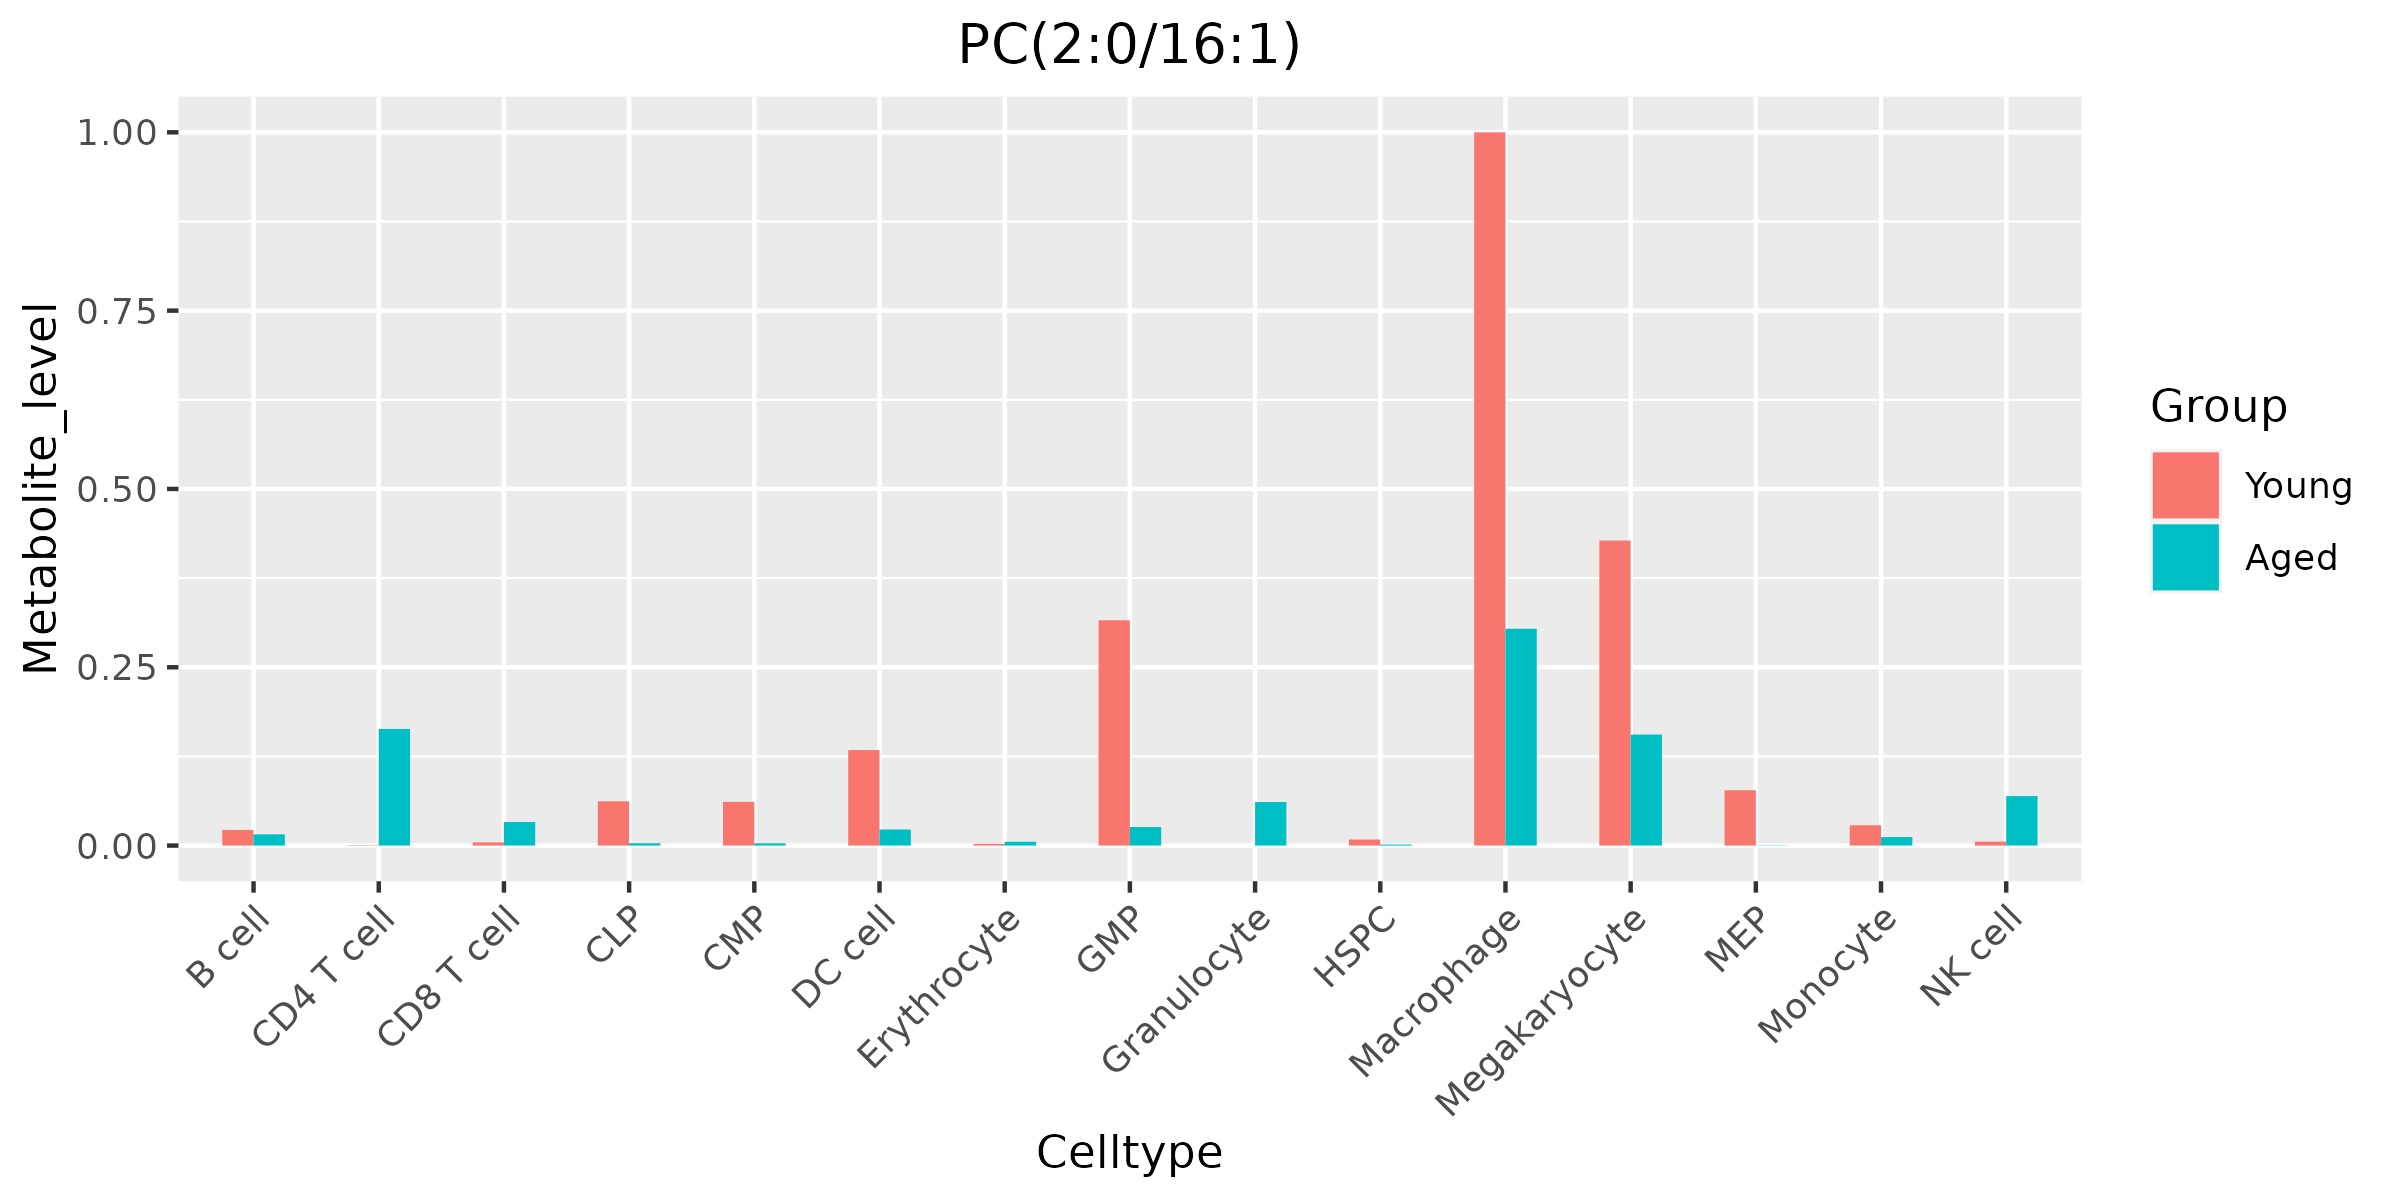 PC(2:0/16:1)
Metabolite_level
1.00
0.75
0.50
0.25
0.00
B cell
CD4 T cell
CD8 T cell
CLP
CMP
DC cell
Erythrocyte
GMP
Granulocyte
HSPC
Macrophage
Megakaryocyte
MEP
Monocyte
NK cell
Celltype
Group
Young
Aged